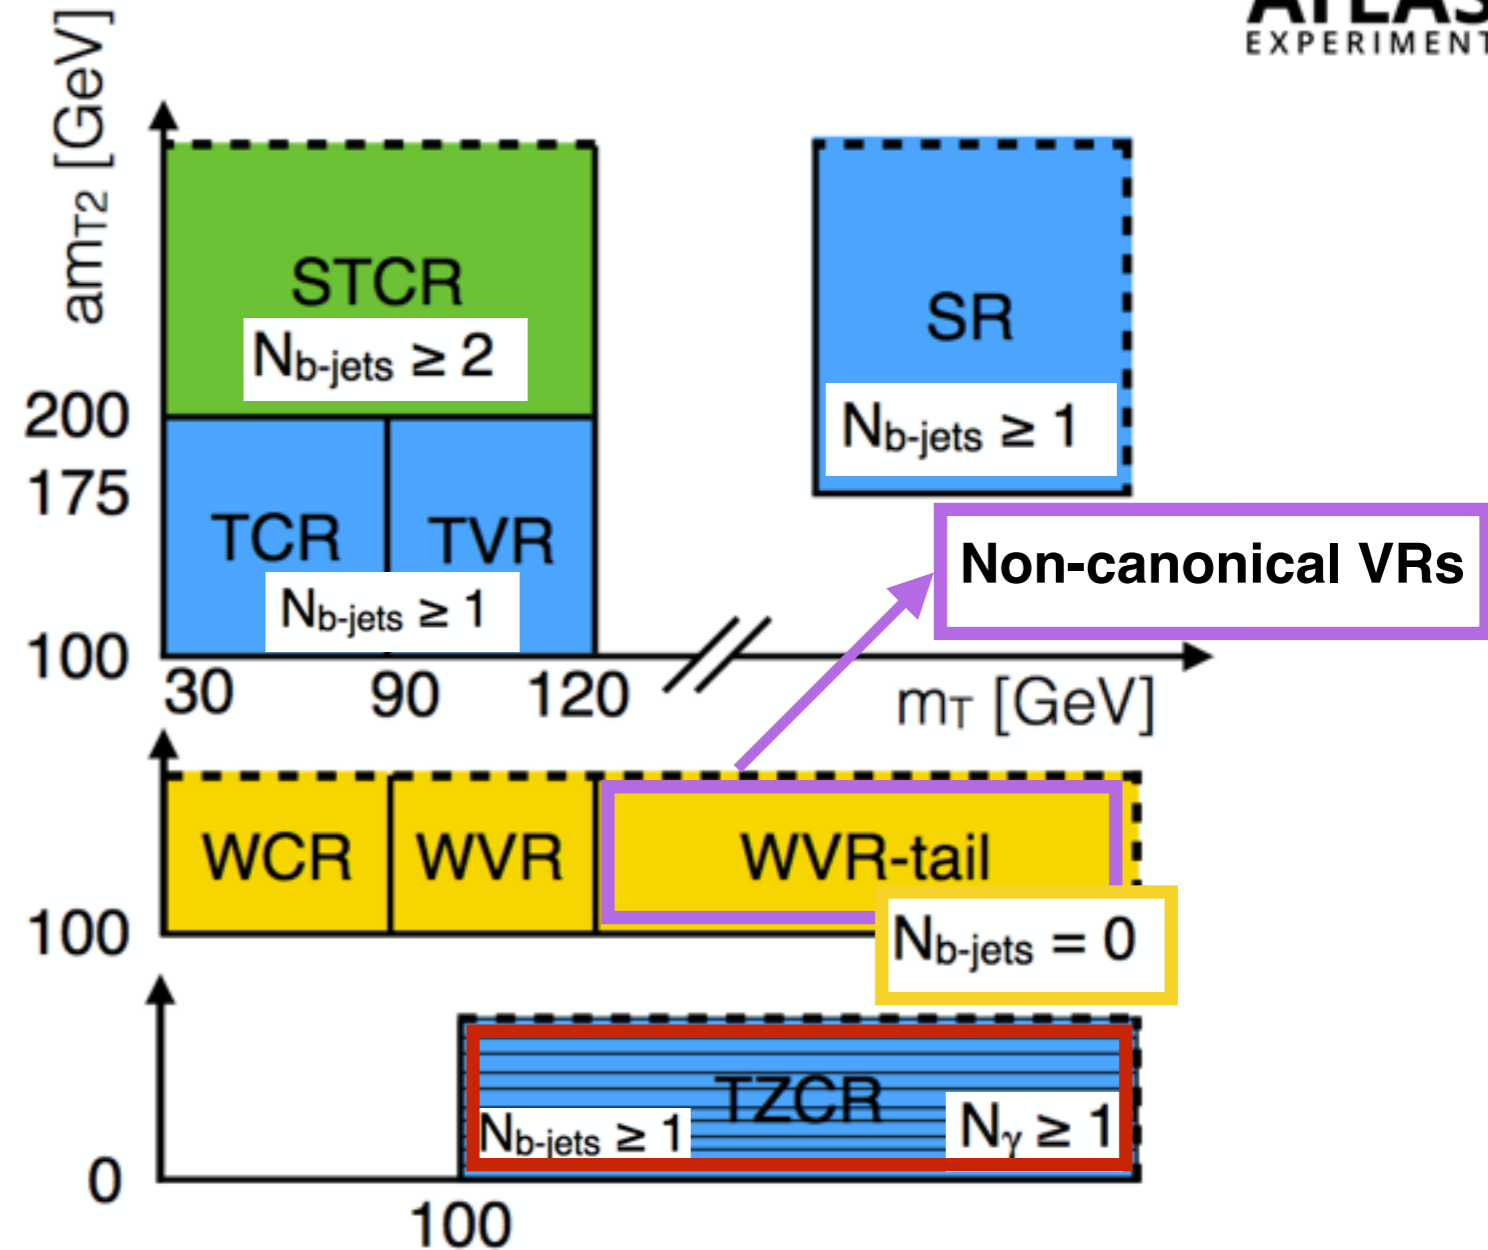 ATLAS
EXPERIMENT
amT2 [GeV]
STCR
Nb-jets ≥ 2
SR
Nb-jets ≥ 1
200
175
TCR
TVR
Nb-jets ≥ 1
Non-canonical VRs
100
30
90
120
mT [GeV]
WCR
WVR
WVR-tail
100
Nb-jets = 0
TZCR
Nb-jets ≥ 1
Nγ ≥ 1
0
100